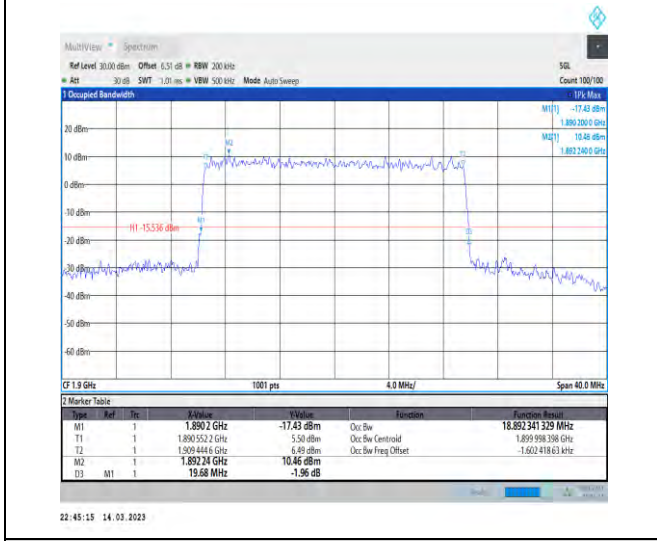 MultiView Spectrum
Ref Level 30.00 dBm Offset 6.51 dB RBW 200 kHz SGL
Att 30 dB SWT 1.01 ms VBW 500 kHz Mode Auto Sweep Count 100/100
1 Occupied Bandwidth 1Pk Max
M1[1] -17.43 dBm
1.890 200 0 GHz
M2[1] 10.46 dBm
1.892 240 0 GHz
20 dBm
M2
10 dBm
T1
0 dBm
-10 dBm
M1
H1 -15.536 dBm
-20 dBm
D3
-30 dBm
-40 dBm
-50 dBm
-60 dBm
CF 1.9 GHz 1001 pts 4.0 MHz/ Span 40.0 MHz
2 Marker Table
Type Ref Trc X-Value Y-Value Function Function Result
M1 1 1.890 2 GHz -17.43 dBm Occ Bw 18.892 341 329 MHz
T1 1 1.890 552 2 GHz 5.50 dBm Occ Bw Centroid 1.899 998 398 GHz
T2 1 1.909 444 6 GHz 6.49 dBm Occ Bw Freq Offset -1.602 418 63 kHz
M2 1 1.892 24 GHz 10.46 dBm
D3 M1 1 19.68 MHz -1.96 dB
22:45:15 14.03.2023